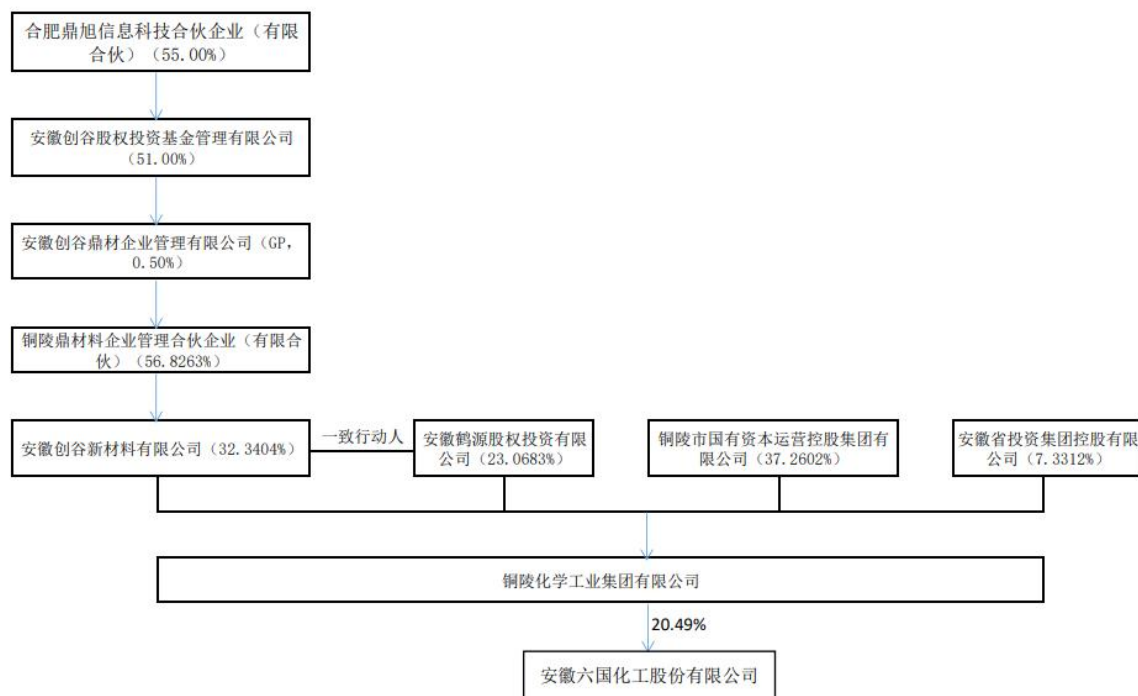 合肥鼎旭信息科技合伙企业（有限
合伙）（55.00%）
安徽创谷股权投资基金管理有限公司
（51.00%）
安徽创谷鼎材企业管理有限公司（GP，
0.50%）
铜陵鼎材料企业管理合伙企业（有限合
伙）（56.8263%）
安徽创谷新材料有限公司（32.3404%）
一致行动人
安徽鹤源股权投资有限
公司（23.0683%）
铜陵市国有资本运营控股集团有
限公司（37.2602%）
安徽省投资集团控股有限
公司（7.3312%）
铜陵化学工业集团有限公司
20.49%
安徽六国化工股份有限公司